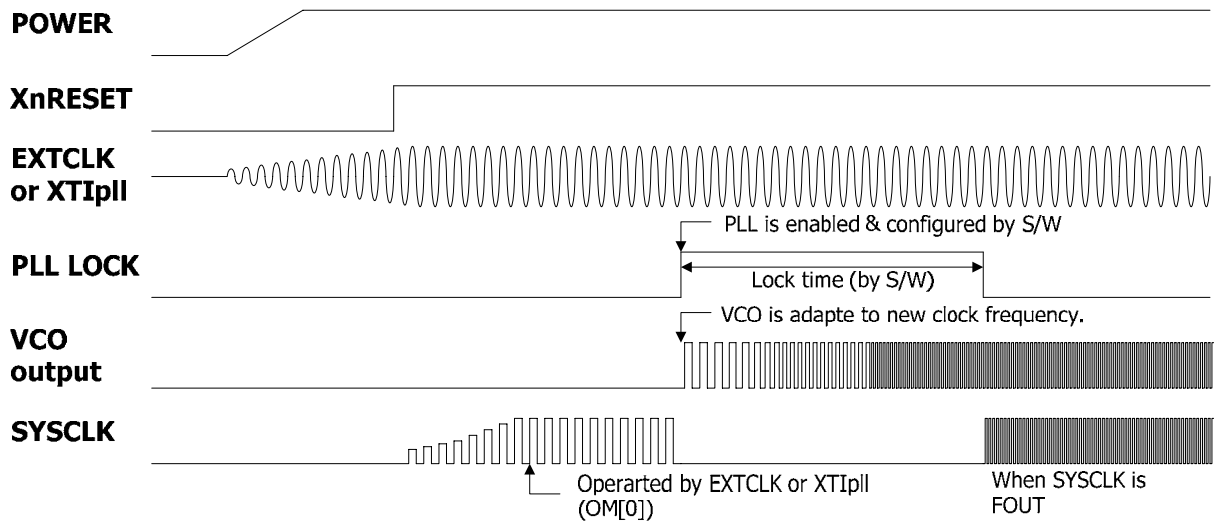 POWER
XnRESET
EXTCLK
or XTIpll
PLL is enabled & configured by S/W
PLL LOCK
Lock time (by S/W)
VCO is adapte to new clock frequency.
VCO
output
SYSCLK
Operarted by EXTCLK or XTIpll
(OM[0])
When SYSCLK is
FOUT